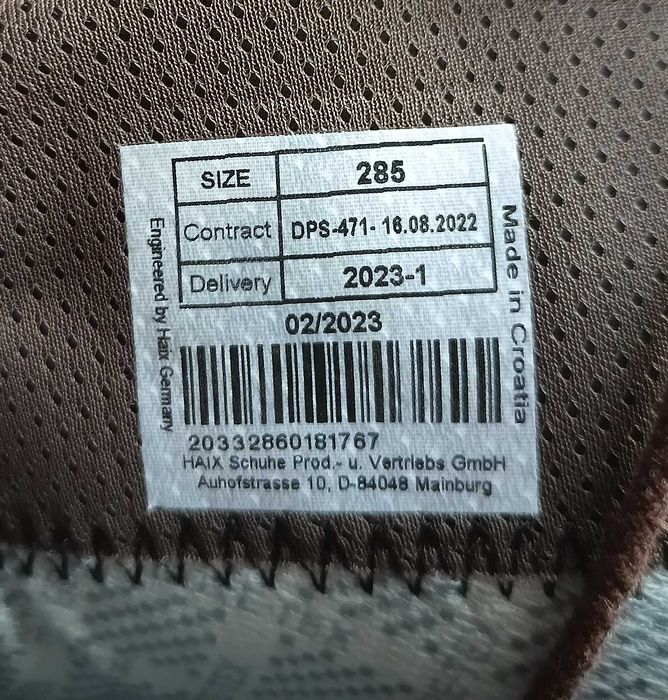 SIZE 285
Contract DPS-471- 16.08.2022
Delivery 2023-1
02/2023
20332860181767
HAIX Schuhe Prod.- u. Vertriebs GmbH
Auhofstrasse 10, D-84048 Mainburg
Engineered by Haix Germany
Made in Croatia